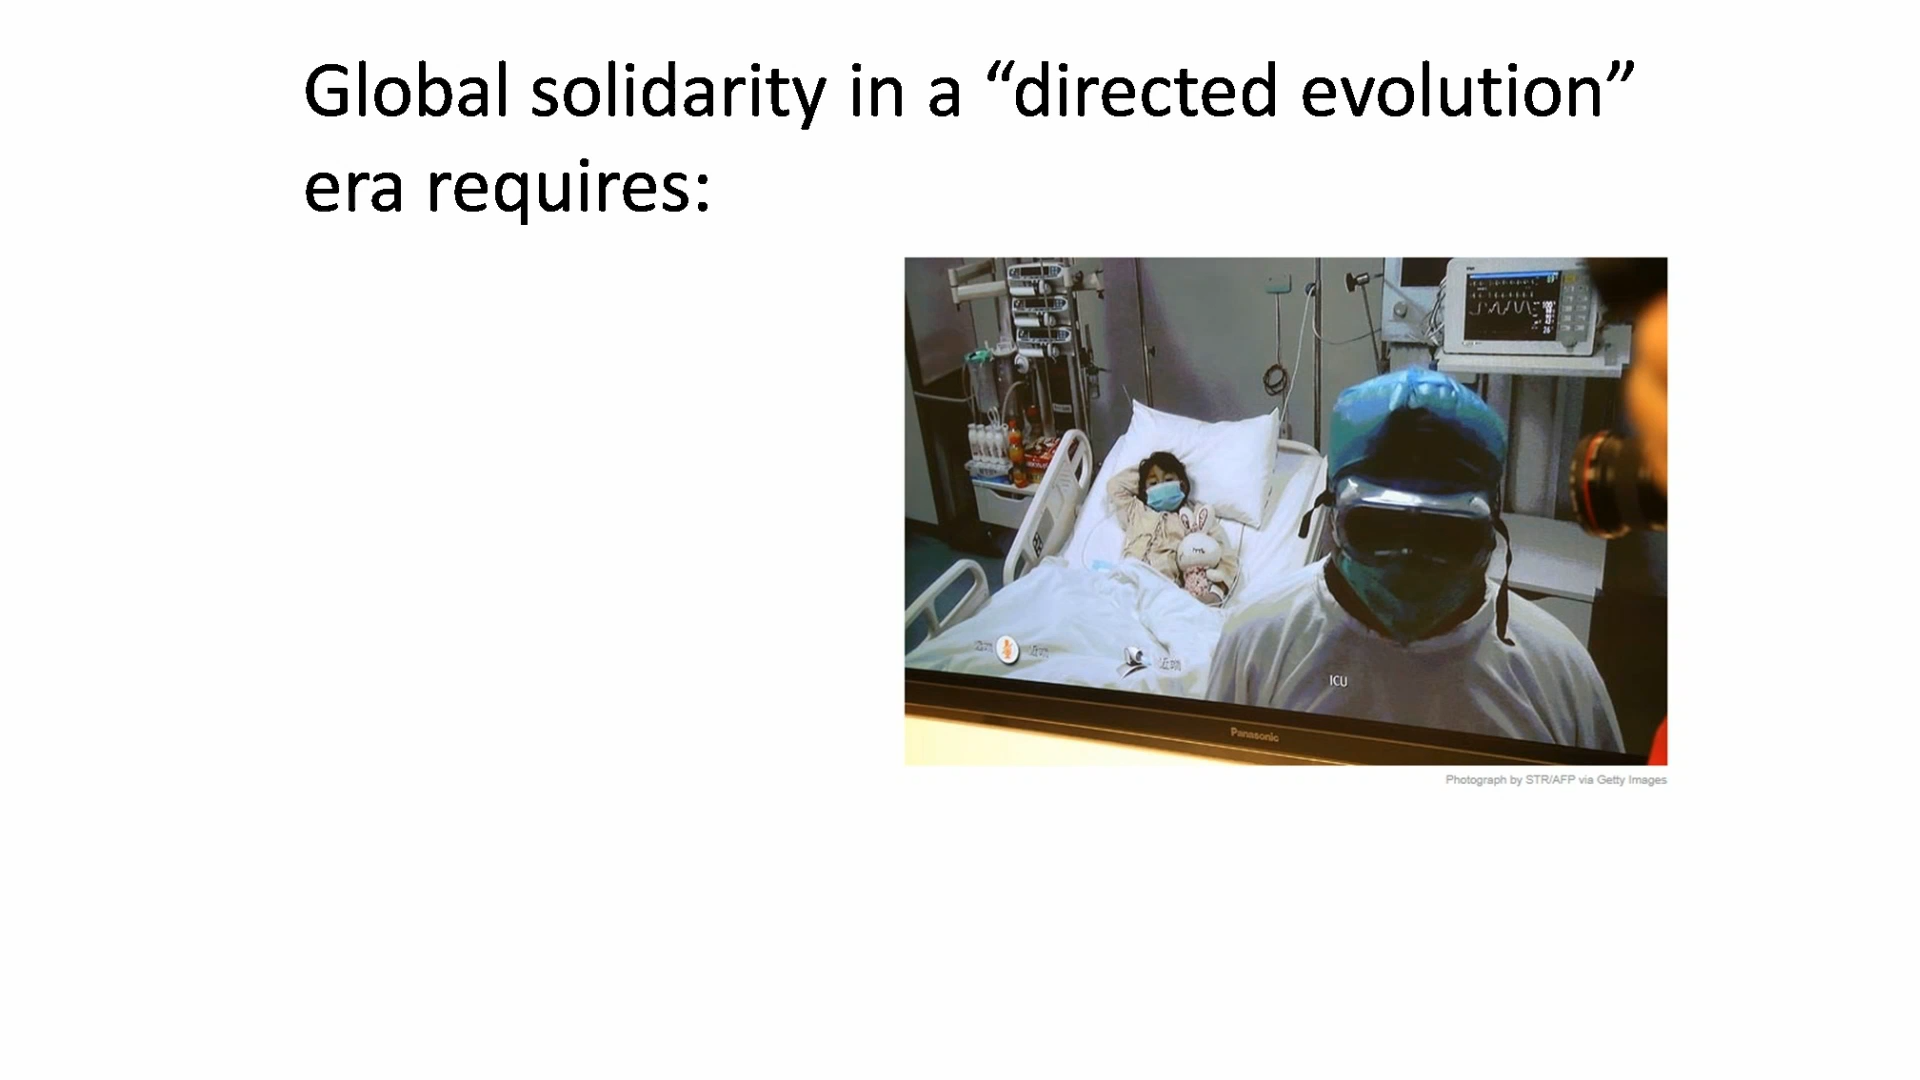 Global solidarity in a “directed evolution”
era requires:
ICU
Panasonic
Photograph by STR/AFP via Getty Images